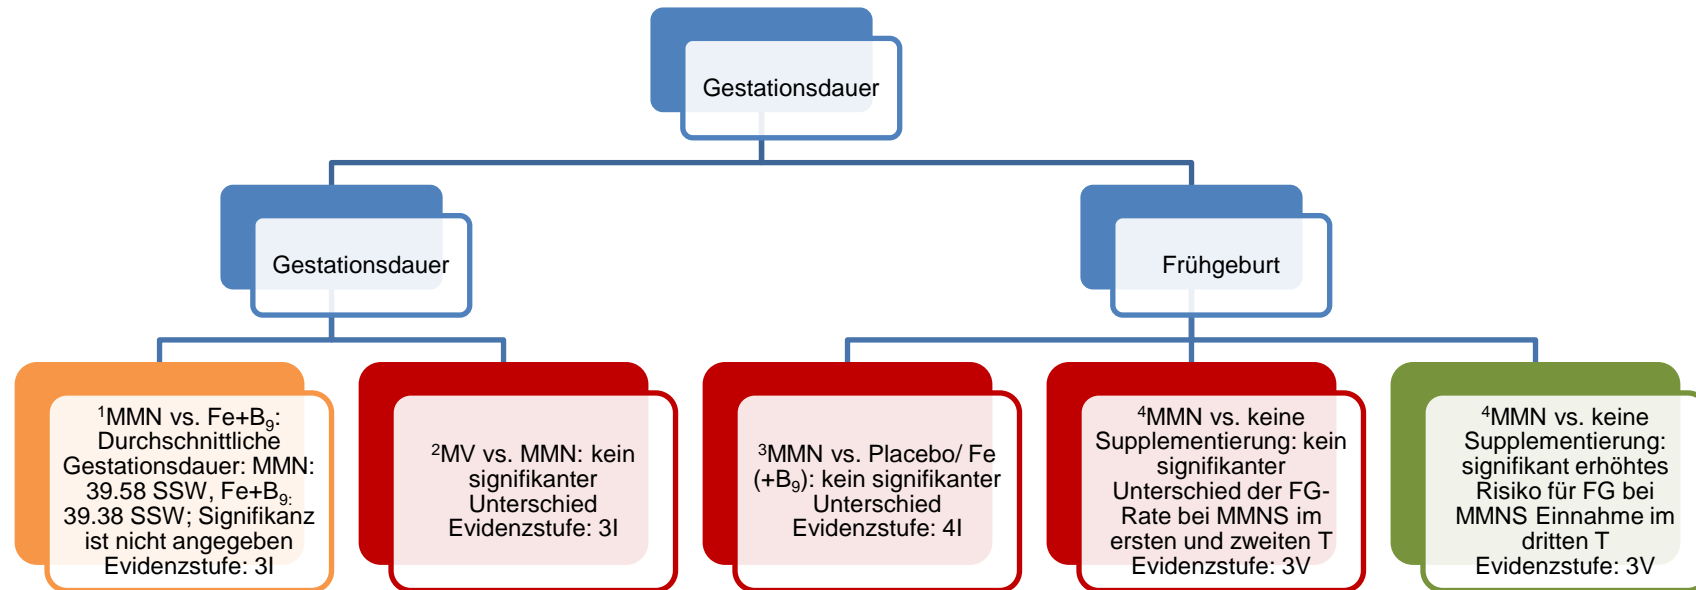 Gestationsdauer
Gestationsdauer
Frühgeburt
¹MMN vs. Fe+B₉:
Durchschnittliche
Gestationsdauer: MMN:
39.58 SSW, Fe+B₉:
39.38 SSW; Signifikanz
ist nicht angegeben
Evidenzstufe: 3I
²MV vs. MMN: kein
signifikanter
Unterschied
Evidenzstufe: 3I
³MMN vs. Placebo/ Fe
(+B₉): kein signifikanter
Unterschied
Evidenzstufe: 4I
⁴MMN vs. keine
Supplementierung: kein
signifikanter
Unterschied der FG-
Rate bei MMNS im
ersten und zweiten T
Evidenzstufe: 3V
⁴MMN vs. keine
Supplementierung:
signifikant erhöhtes
Risiko für FG bei
MMNS Einnahme im
dritten T
Evidenzstufe: 3V